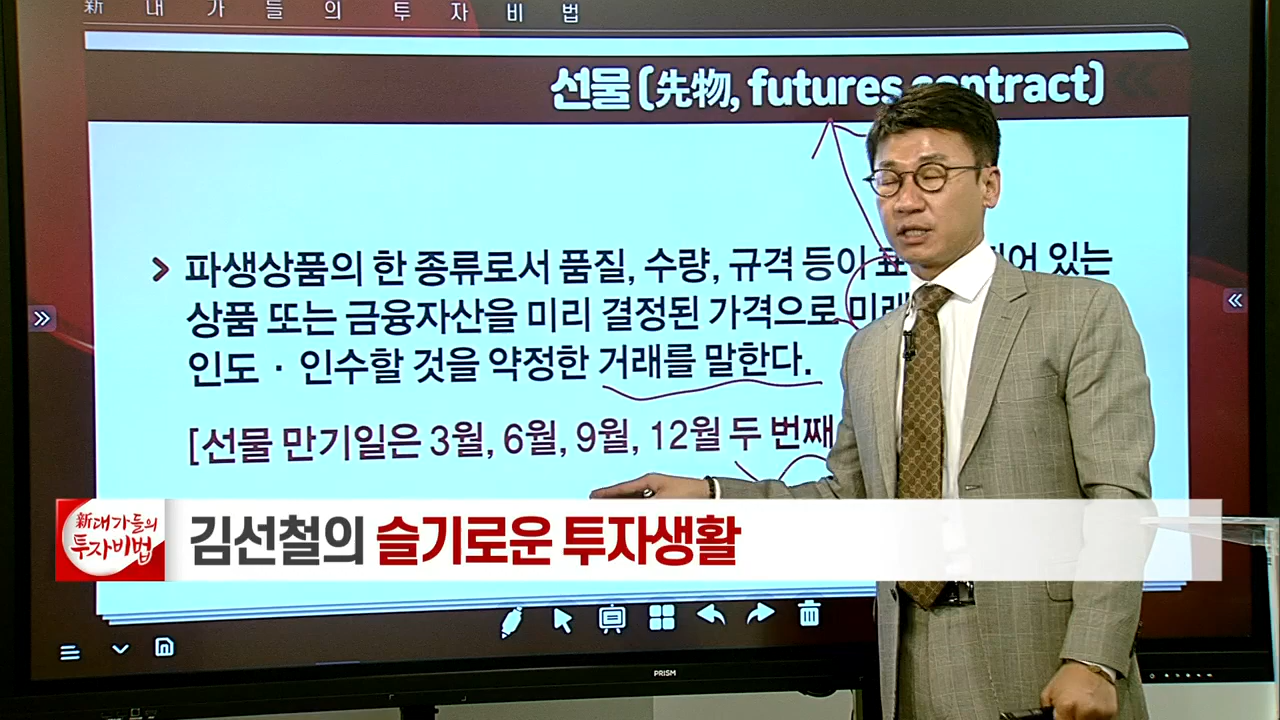 新 대가들의 투자비법
선물 (先物, futures contract)
파생상품의 한 종류로서 품질, 수량, 규격 등이 있는
상품 또는 금융자산을 미리 결정된 가격으로 미래
인도 · 인수할 것을 약정한 거래를 말한다.
[선물 만기일은 3월, 6월, 9월, 12월 두 번째
新대가들의
투자비법
김선철의 슬기로운 투자생활
PRISM